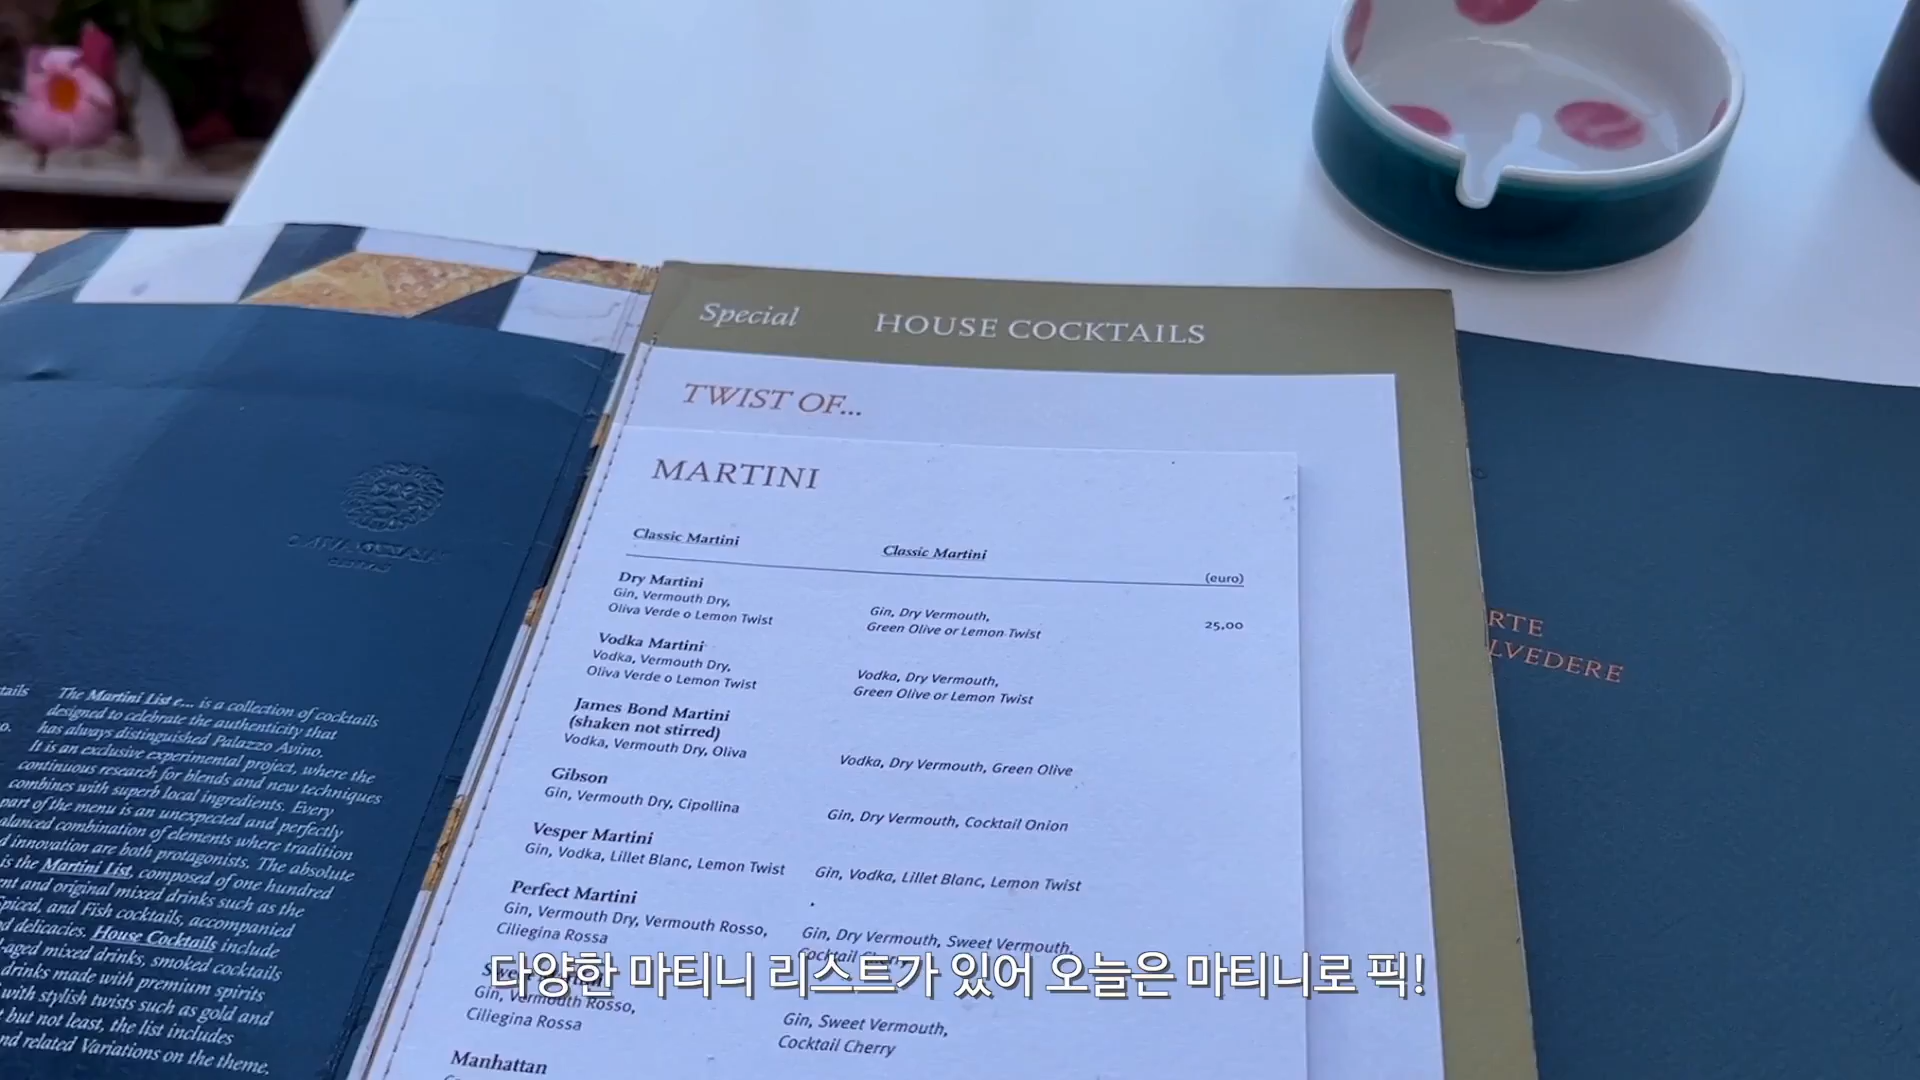 Special HOUSE COCKTAILS
TWIST OF...
MARTINI
Classic Martini Classic Martini
(euro)
Dry Martini
Gin, Vermouth Dry,
Oliva Verde o Lemon Twist
Gin, Dry Vermouth,
Green Olive or Lemon Twist
25,00
Vodka Martini
Vodka, Vermouth Dry,
Oliva Verde o Lemon Twist
Vodka, Dry Vermouth,
Green Olive or Lemon Twist
James Bond Martini
(shaken not stirred)
Vodka, Vermouth Dry, Oliva
Vodka, Dry Vermouth, Green Olive
Gibson
Gin, Vermouth Dry, Cipollina
Gin, Dry Vermouth, Cocktail Onion
Vesper Martini
Gin, Vodka, Lillet Blanc, Lemon Twist
Gin, Vodka, Lillet Blanc, Lemon Twist
Perfect Martini
Gin, Vermouth Dry, Vermouth Rosso,
Ciliegina Rossa
Gin, Dry Vermouth, Sweet Vermouth,
Cocktail Cherry
Gin, Vermouth Rosso,
Ciliegina Rossa
Gin, Sweet Vermouth,
Cocktail Cherry
Manhattan
The Martini List e... is a collection of cocktails
designed to celebrate the authenticity that
has always distinguished Palazzo Avino.
It is an exclusive experimental project, where the
continuous research for blends and new techniques
combines with superb local ingredients. Every
part of the menu is an unexpected and perfectly
combination of elements where tradition
innovation are both protagonists. The absolute
is the Martini List, composed of one hundred
and original mixed drinks such as the
and Fish cocktails, accompanied
delicacies. House Cocktails include
mixed drinks, smoked cocktails
drinks made with premium spirits
with stylish twists such as gold and
but not least, the list includes
and related Variations on the theme.
RTE
LVEDERE
다양한 마티니 리스트가 있어 오늘은 마티니로 픽!